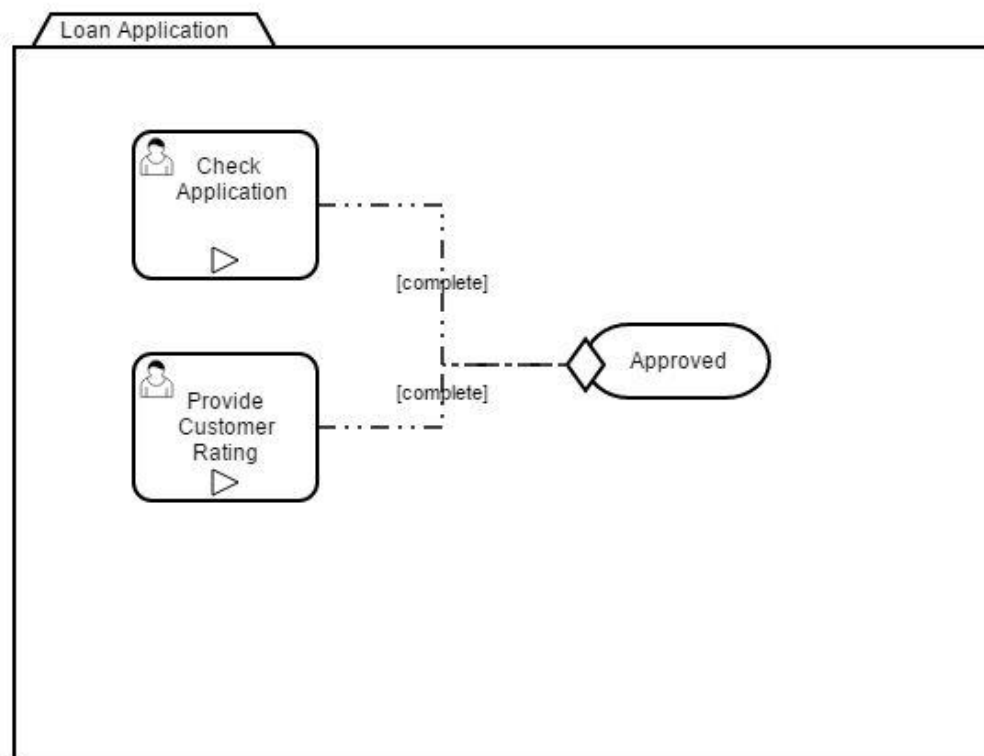 Loan Application
Check
Application
[complete]
Approved
[complete]
Provide
Customer
Rating